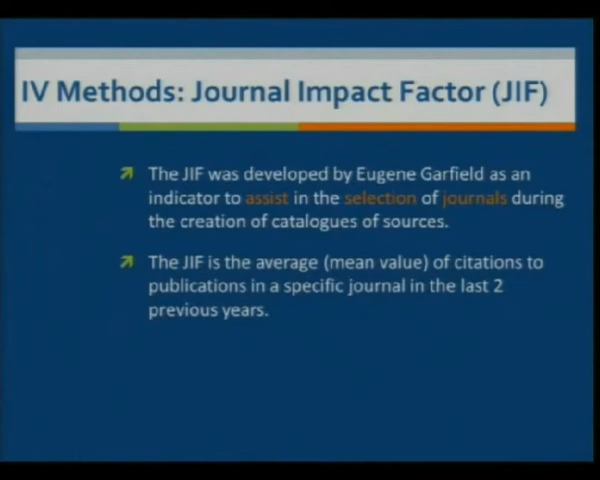 IV Methods: Journal Impact Factor (JIF)
The JIF was developed by Eugene Garfield as an
indicator to assist in the selection of journals during
the creation of catalogues of sources.
The JIF is the average (mean value) of citations to
publications in a specific journal in the last 2
previous years.